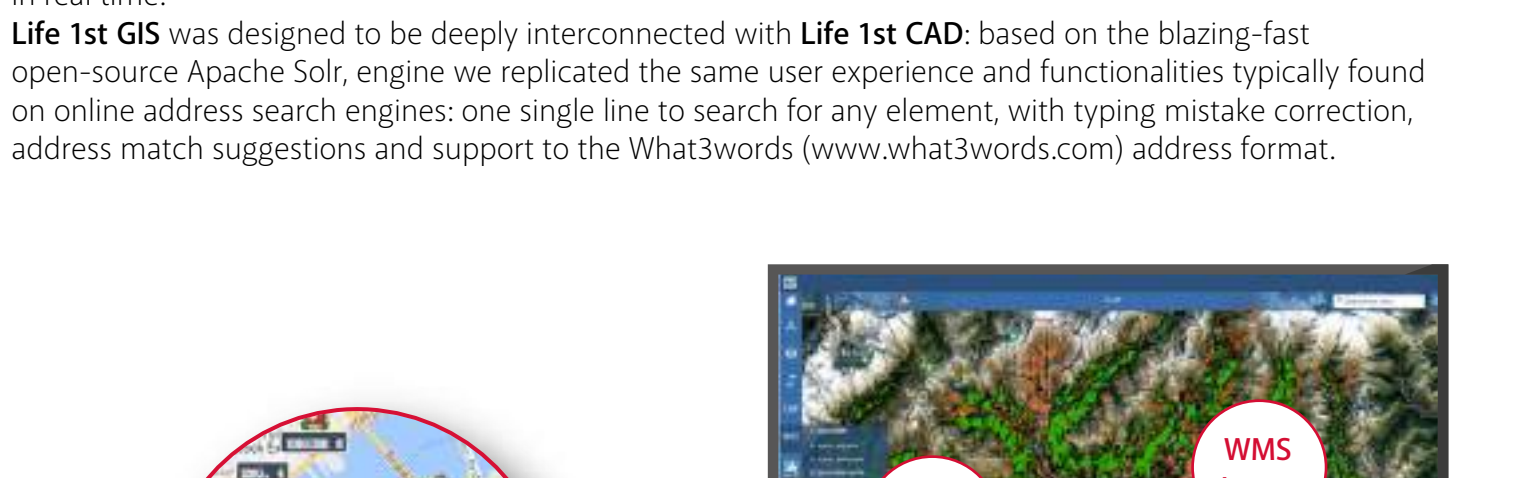 in real time.
Life 1st GIS was designed to be deeply interconnected with Life 1st CAD: based on the blazing-fast
open-source Apache Solr, engine we replicated the same user experience and functionalities typically found
on online address search engines: one single line to search for any element, with typing mistake correction,
address match suggestions and support to the What3words (www.what3words.com) address format.
WMS